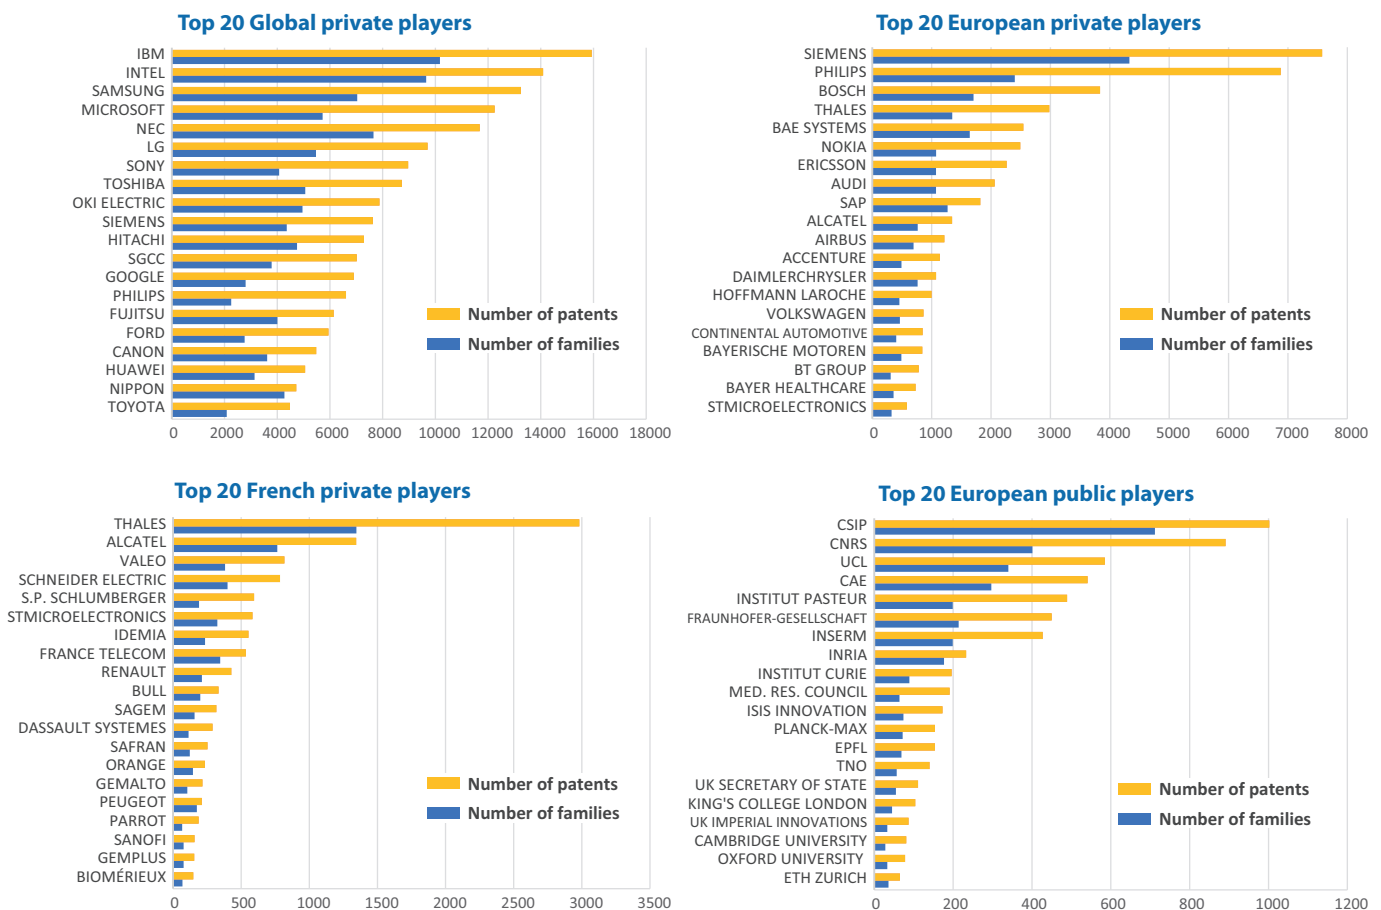 Top 20 Global private players
IBM
INTEL
SAMSUNG
MICROSOFT
NEC
LG
SONY
TOSHIBA
OKI ELECTRIC
SIEMENS
HITACHI
SGCC
GOOGLE
PHILIPS
FUJITSU
FORD
CANON
HUAWEI
NIPPON
TOYOTA
Number of patents
Number of families
0 2000 4000 6000 8000 10000 12000 14000 16000 18000
Top 20 European private players
SIEMENS
PHILIPS
BOSCH
THALES
BAE SYSTEMS
NOKIA
ERICSSON
AUDI
SAP
ALCATEL
AIRBUS
ACCENTURE
DAIMLERCHRYSLER
HOFFMANN LAROCHE
VOLKSWAGEN
CONTINENTAL AUTOMOTIVE
BAYERISCHE MOTOREN
BT GROUP
BAYER HEALTHCARE
STMICROELECTRONICS
Number of patents
Number of families
0 1000 2000 3000 4000 5000 6000 7000 8000
Top 20 French private players
THALES
ALCATEL
VALEO
SCHNEIDER ELECTRIC
S.P. SCHLUMBERGER
STMICROELECTRONICS
IDEMIA
FRANCE TELECOM
RENAULT
BULL
SAGEM
DASSAULT SYSTEMES
SAFRAN
ORANGE
GEMALTO
PEUGEOT
PARROT
SANOFI
GEMPLUS
BIOMÉRIEUX
Number of patents
Number of families
0 500 1000 1500 2000 2500 3000 3500
Top 20 European public players
CSIP
CNRS
UCL
CAE
INSTITUT PASTEUR
FRAUNHOFER-GESELLSCHAFT
INSERM
INRIA
INSTITUT CURIE
MED. RES. COUNCIL
ISIS INNOVATION
PLANCK-MAX
EPFL
TNO
UK SECRETARY OF STATE
KING'S COLLEGE LONDON
UK IMPERIAL INNOVATIONS
CAMBRIDGE UNIVERSITY
OXFORD UNIVERSITY
ETH ZURICH
Number of patents
Number of families
0 200 400 600 800 1000 1200